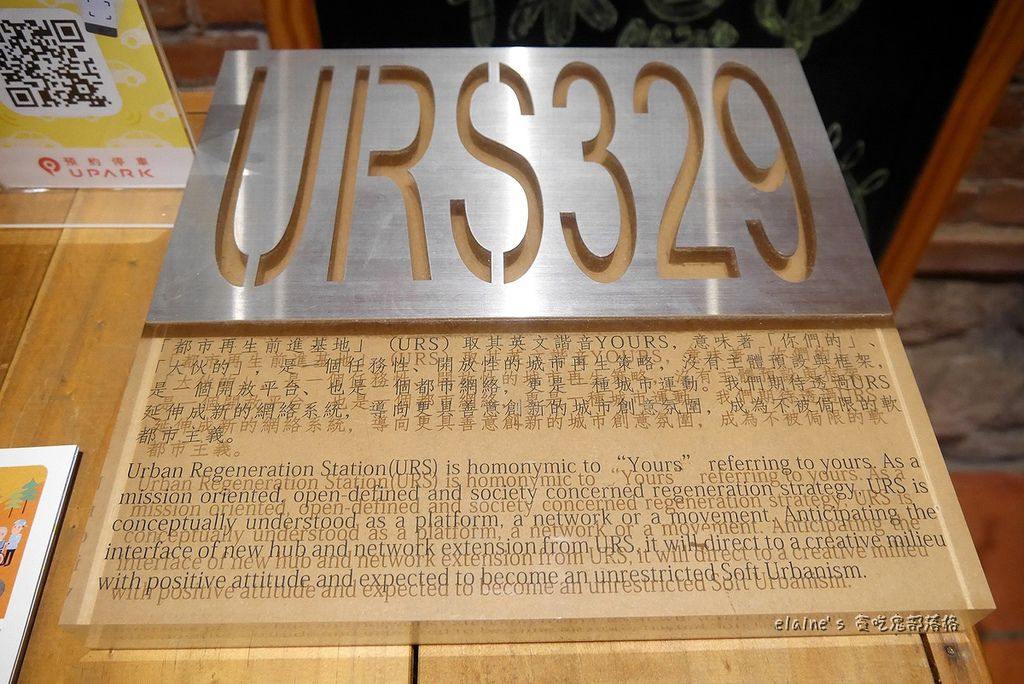 預約停車
UPARK
URS329
「都市再生前進基地」（URS）取其英文諧音YOURS，意味著「你們的」、
「大伙的」，是一個任務性、開放性的城市再生策略，沒有主體預設與框架，
是一個開放平台、也是一個都市網絡，更是一種城市運動。我們期待透過URS
延伸成新的網絡系統，導向更具善意創新的城市創意氛圍，成為不被侷限的軟
都市主義。
Urban Regeneration Station(URS) is homonymic to “Yours” referring to yours. As a
mission oriented, open-defined and society concerned regeneration strategy, URS is
conceptually understood as a platform, a network or a movement. Anticipating the
interface of new hub and network extension from URS, it will direct to a creative milieu
with positive attitude and expected to become an unrestricted Soft Urbanism.
elaine's 貪吃鬼部落格